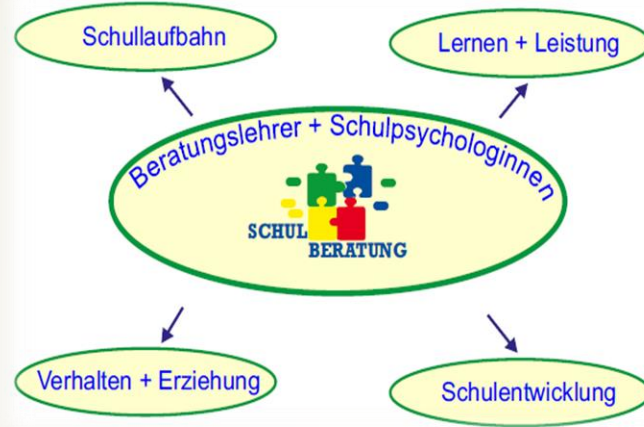 Schullaufbahn
Lernen + Leistung
Beratungslehrer + Schulpsychologinnen
SCHUL
BERATUNG
Verhalten + Erziehung
Schulentwicklung